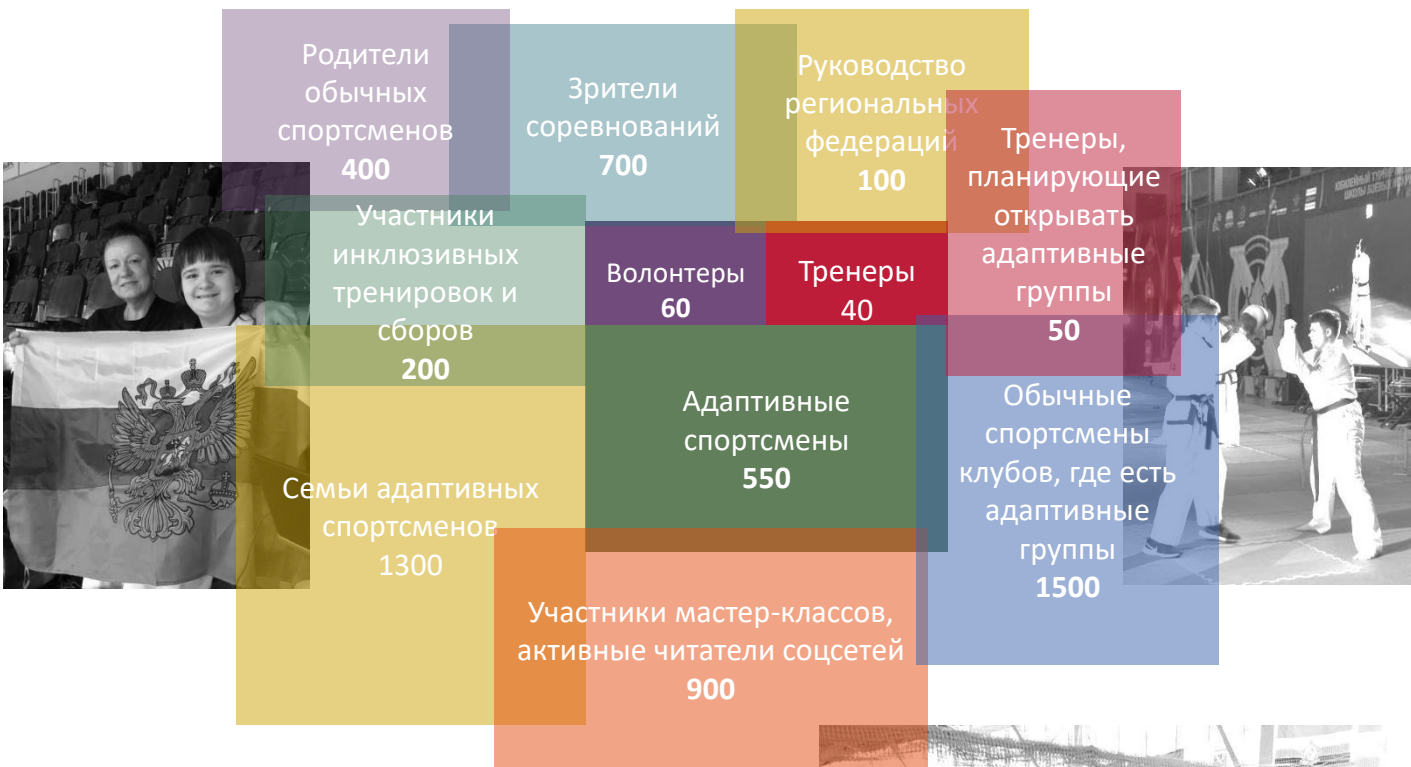 Родители
обычных
спортсменов
400
Зрители
соревнований
700
Руководство
региональных
федераций
100
Тренеры,
планирующие
открывать
адаптивные
группы
50
Участники
инклюзивных
тренировок и
сборов
200
Волонтеры
60
Тренеры
40
Адаптивные
спортсмены
550
Обычные
спортсмены
клубов, где есть
адаптивные
группы
1500
Семьи адаптивных
спортсменов
1300
Участники мастер-классов,
активные читатели соцсетей
900